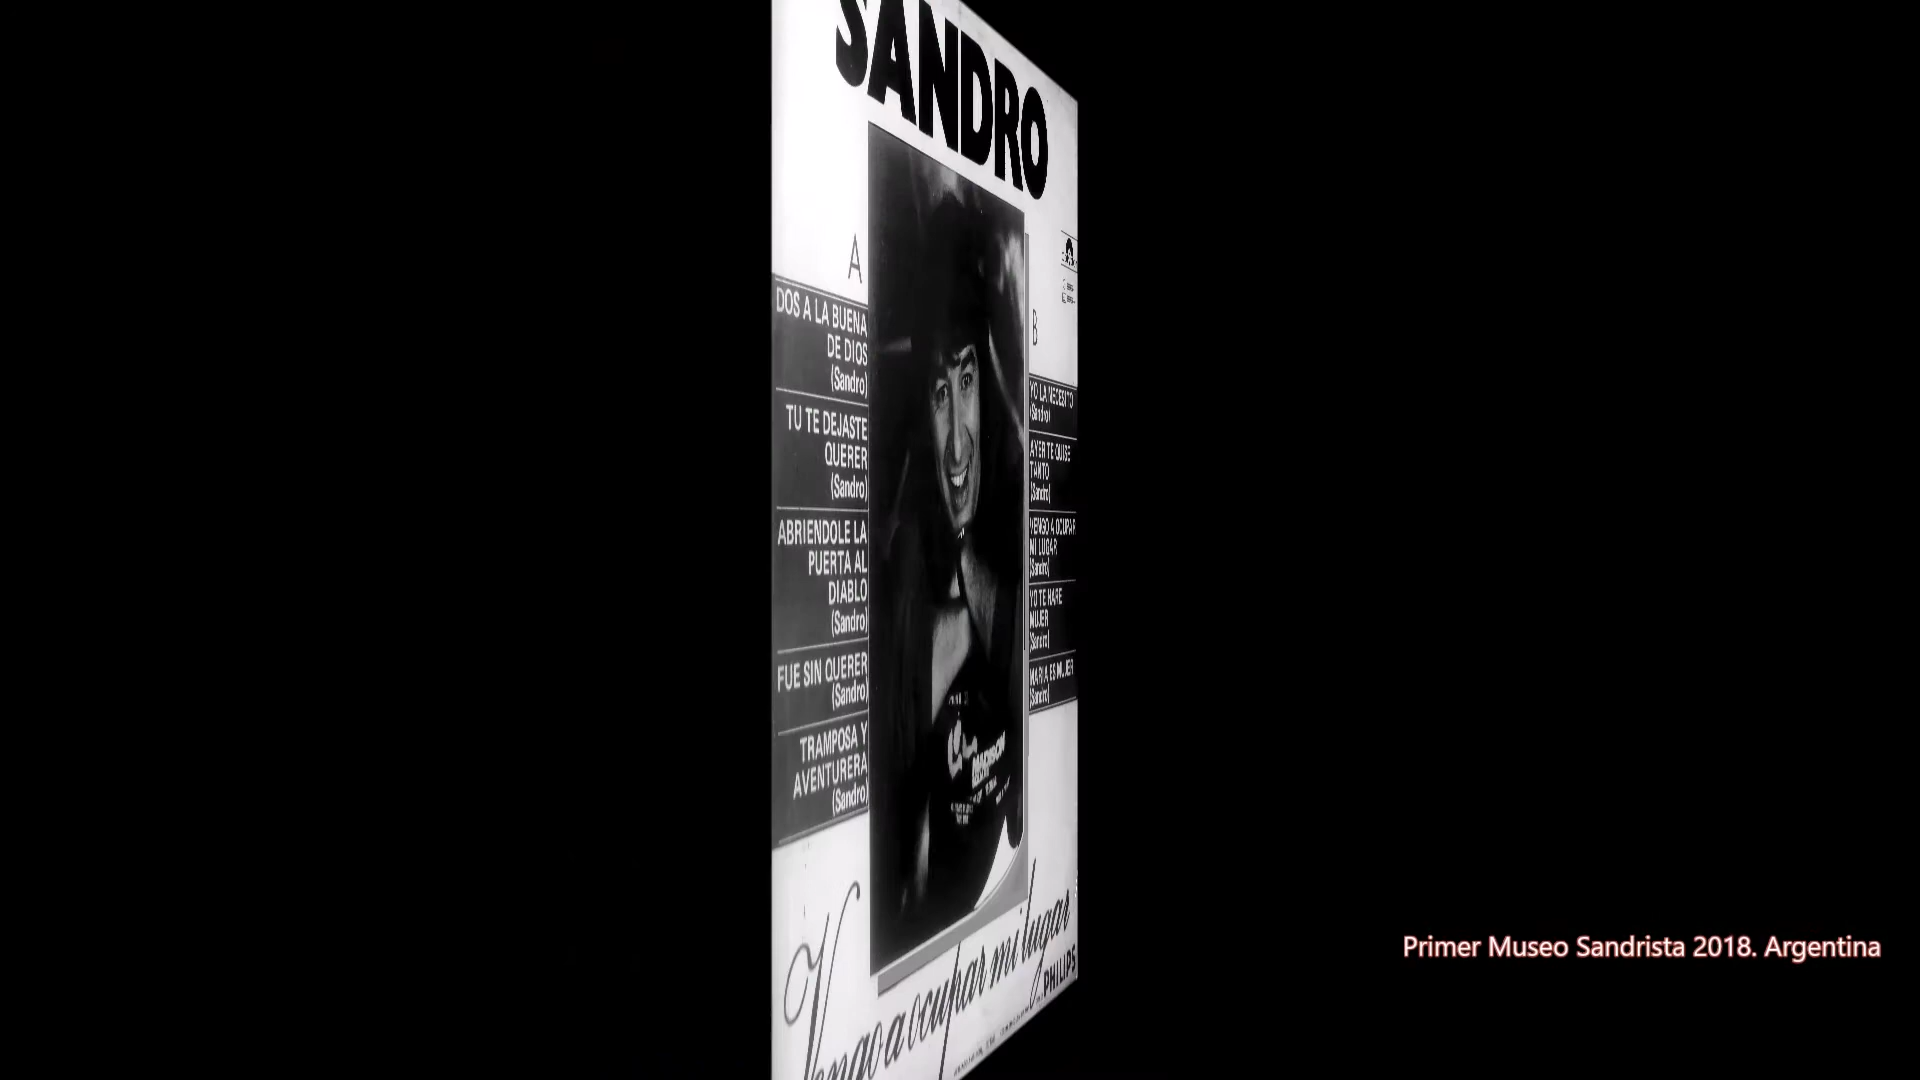 SANDRO
A
DOS A LA BUENA
DE DIOS
(Sandro)
TU TE DEJASTE
QUERER
(Sandro)
ABRIENDOLE LA
PUERTA AL
DIABLO
(Sandro)
FUE SIN QUERER
(Sandro)
TRAMPOSA Y
AVENTURERA
(Sandro)
B
YO LA NECESITO
(Sandro)
AYER TE QUISE
TANTO
(Sandro)
VENGO A OCUPAR
MI LUGAR
(Sandro)
YO TE HARE
MUJER
(Sandro)
MARIA ES MUJER
(Sandro)
MADISON
Vengo a ocupar mi lugar
PHILIPS
Primer Museo Sandrista 2018. Argentina